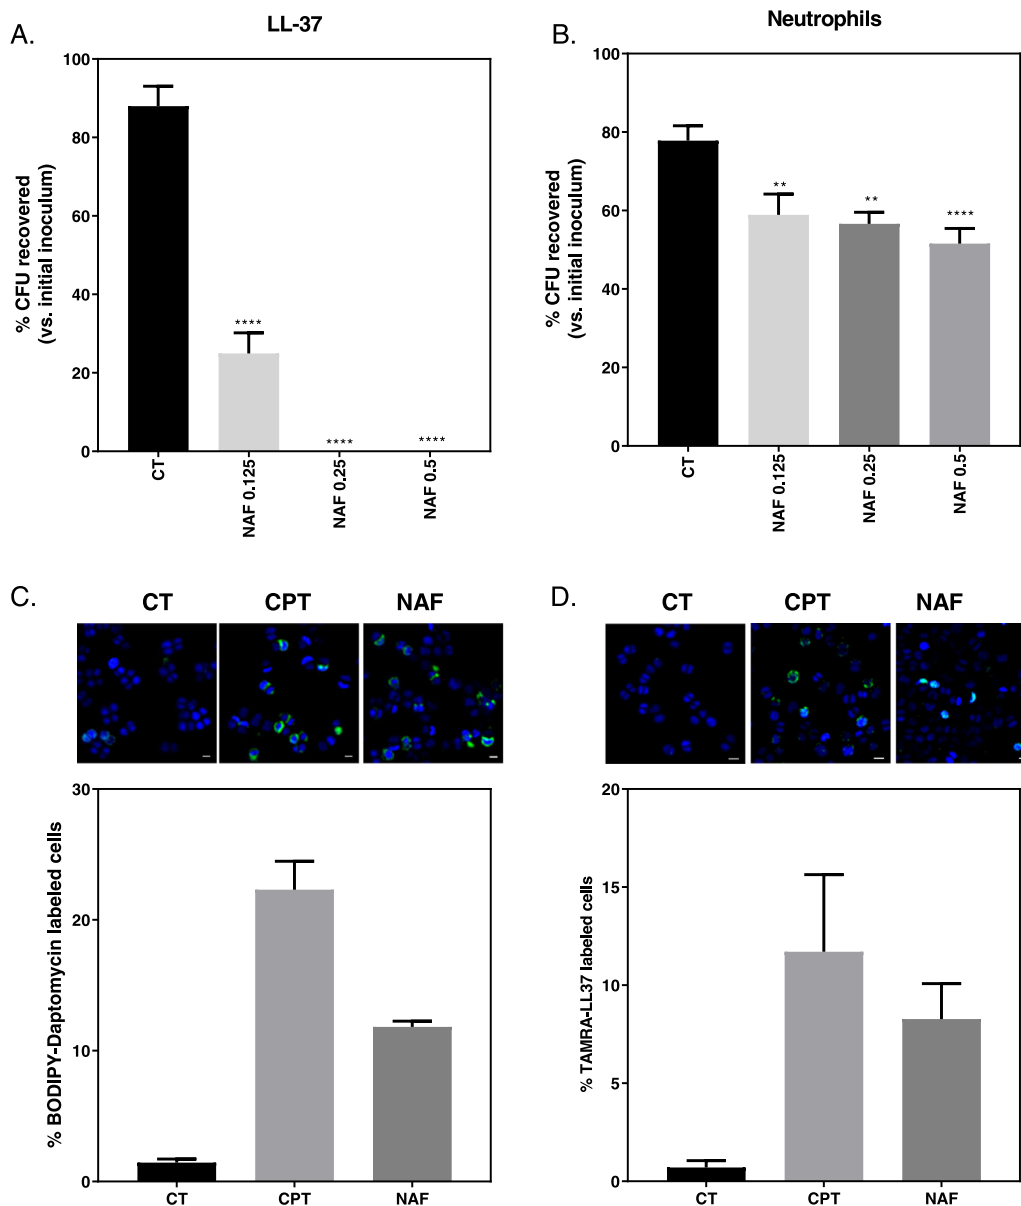 A.
LL-37
% CFU recovered
(vs. initial inoculum)
100
80
60
40
20
0
****
****
****
CT
NAF 0.125
NAF 0.25
NAF 0.5
B.
Neutrophils
% CFU recovered
(vs. initial inoculum)
100
80
60
40
20
0
**
**
****
CT
NAF 0.125
NAF 0.25
NAF 0.5
C.
CT CPT NAF
% BODIPY-Daptomycin labeled cells
30
20
10
0
CT CPT NAF
D.
CT CPT NAF
% TAMRA-LL37 labeled cells
20
15
10
5
0
CT CPT NAF